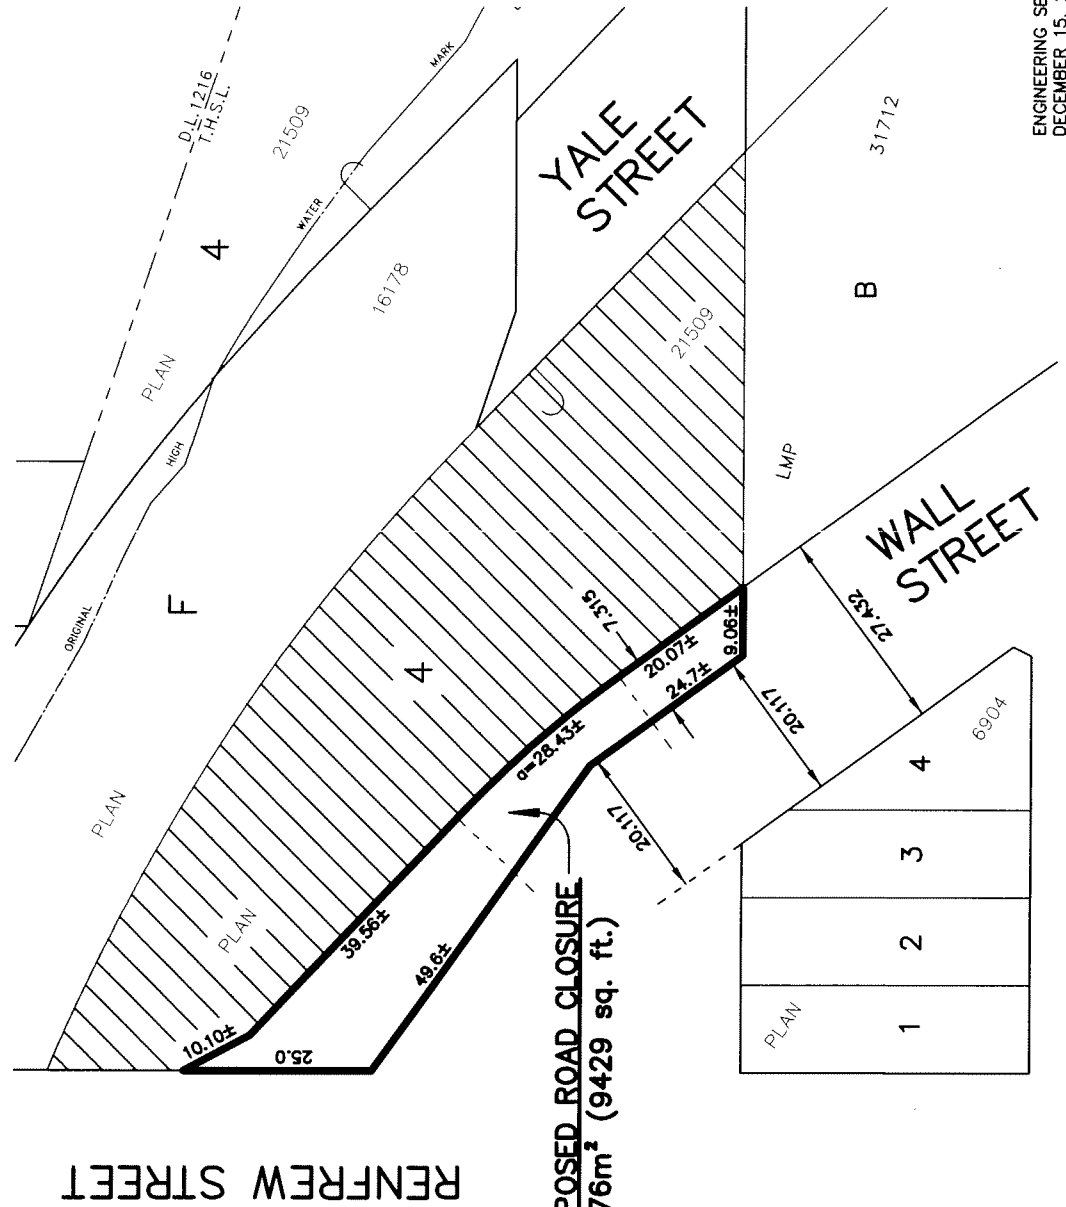 ENGINEERING SE
DECEMBER 15,
D.L. 1216
T.H.S.L.
21509
MARK
WATER
4
PLAN
HIGH
ORIGINAL
16178
F
YALE
STREET
31712
B
21509
LMP
WALL
STREET
4
PLAN
PLAN
7.315
20.07±
24.7±
9.06±
27.432
20.117
20.117
a=28.43±
39.56±
49.6±
10.10±
25.0
POSED ROAD CLOSURE
76m² (9429 sq. ft.)
RENFREW STREET
6904
4
3
2
1
PLAN